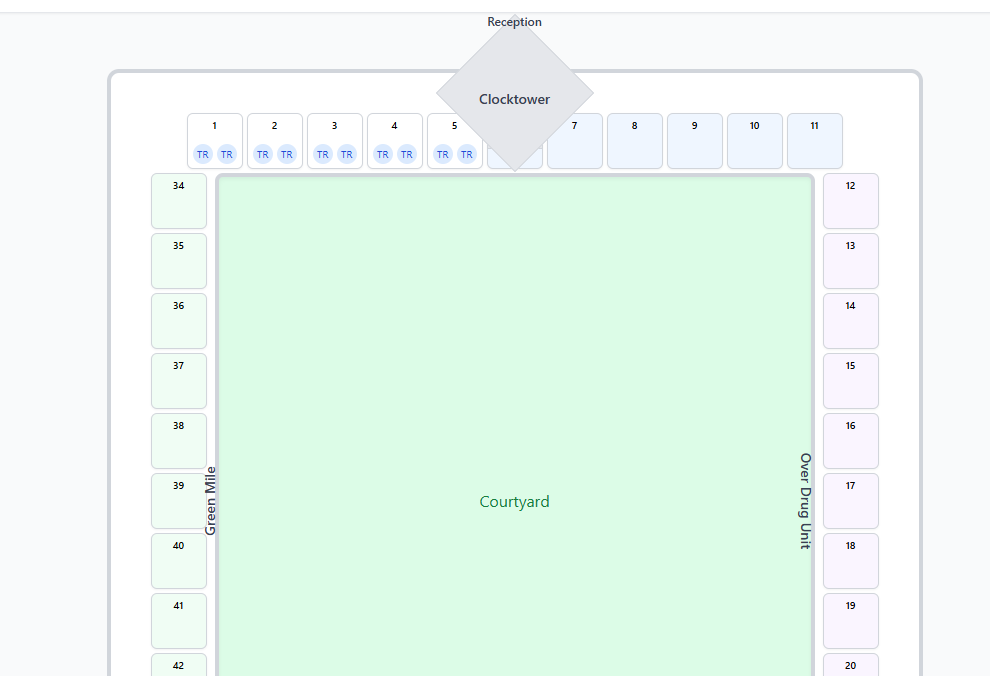 Reception
Clocktower
1 2 3 4 5 7 8 9 10 11
TR TR TR TR TR TR TR TR TR TR
34 12
35 13
36 14
37 15
38 16
39 17
Green Mile
Over Drug Unit
Courtyard
40 18
41 19
42 20